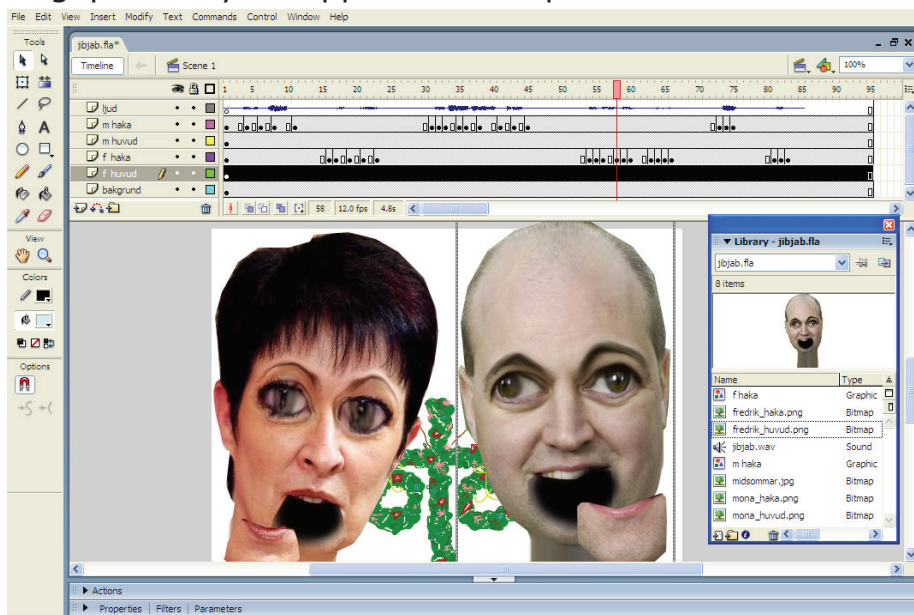 File Edit View Insert Modify Text Commands Control Window Help
Tools
jibjab.fla*
Timeline Scene 1 100%
1 5 10 15 20 25 30 35 40 45 50 55 60 65 70 75 80 85 90 95
ljud
m haka
m huvud
f haka
f huvud
bakgrund
58 12.0 fps 4.8s
View
Colors
Options
Library - jibjab.fla
jibjab.fla
8 items
Name Type
f haka Graphic
fredrik_haka.png Bitmap
fredrik_huvud.png Bitmap
jibjab.wav Sound
m haka Graphic
midsommar.jpg Bitmap
mona_haka.png Bitmap
mona_huvud.png Bitmap
Actions
Properties Filters Parameters